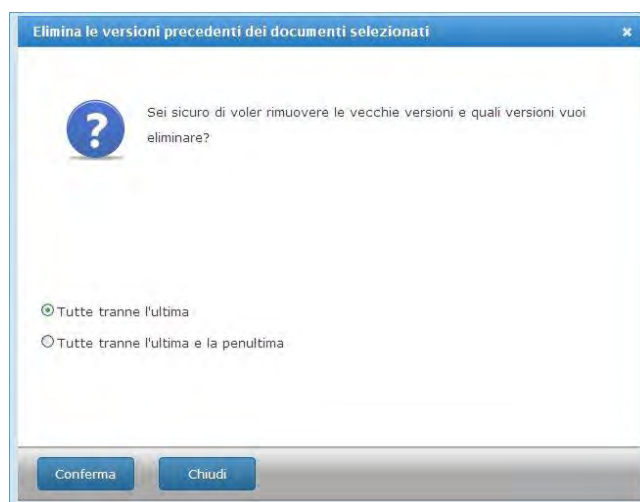 Elimina le versioni precedenti dei documenti selezionati
Sei sicuro di voler rimuovere le vecchie versioni e quali versioni vuoi
eliminare?
Tutte tranne l'ultima
Tutte tranne l'ultima e la penultima
Conferma
Chiudi